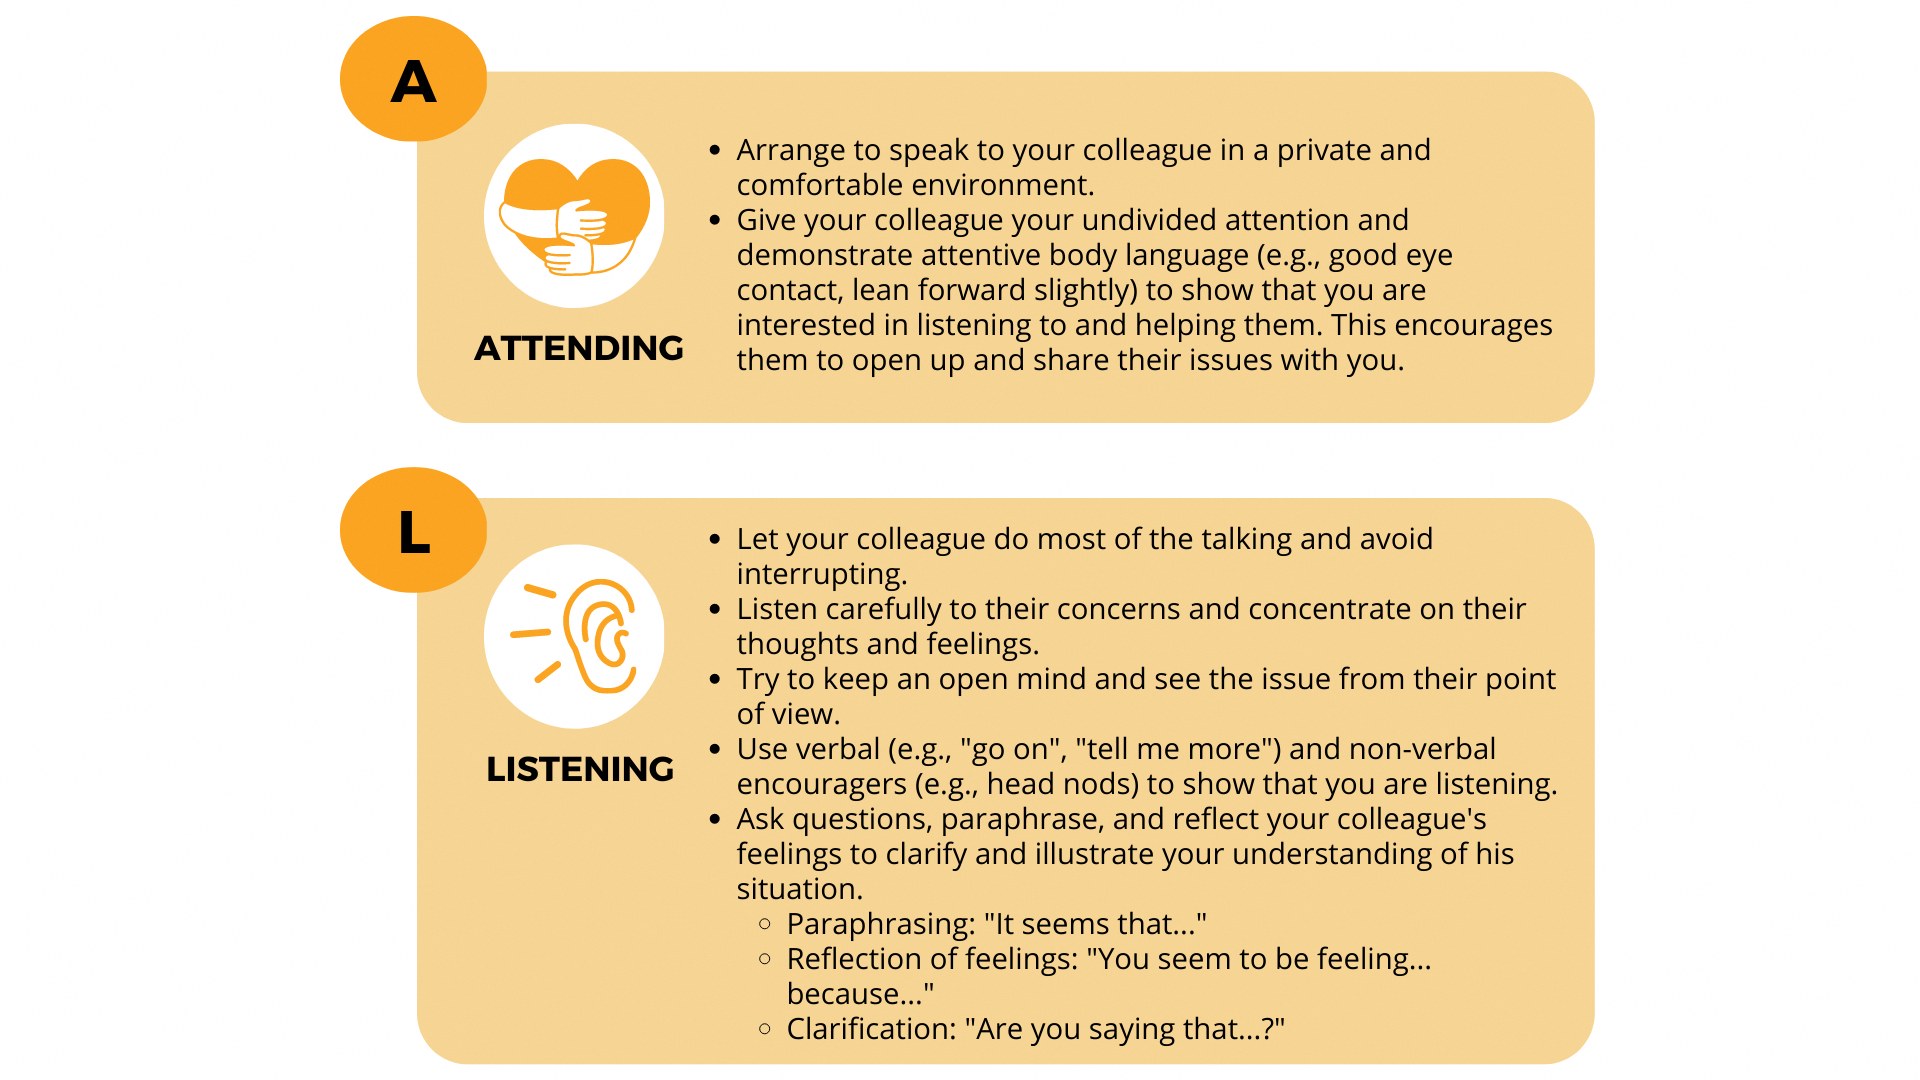 A
ATTENDING
• Arrange to speak to your colleague in a private and
comfortable environment.
• Give your colleague your undivided attention and
demonstrate attentive body language (e.g., good eye
contact, lean forward slightly) to show that you are
interested in listening to and helping them. This encourages
them to open up and share their issues with you.
L
LISTENING
• Let your colleague do most of the talking and avoid
interrupting.
• Listen carefully to their concerns and concentrate on their
thoughts and feelings.
• Try to keep an open mind and see the issue from their point
of view.
• Use verbal (e.g., "go on", "tell me more") and non-verbal
encouragers (e.g., head nods) to show that you are listening.
• Ask questions, paraphrase, and reflect your colleague's
feelings to clarify and illustrate your understanding of his
situation.
○ Paraphrasing: "It seems that..."
○ Reflection of feelings: "You seem to be feeling...
because..."
○ Clarification: "Are you saying that...?"